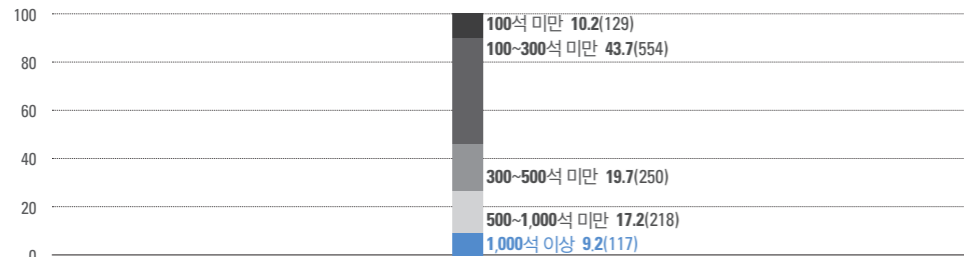 100
100석 미만 10.2(129)
100~300석 미만 43.7(554)
80
60
40
300~500석 미만 19.7(250)
20
500~1,000석 미만 17.2(218)
1,000석 이상 9.2(117)
0